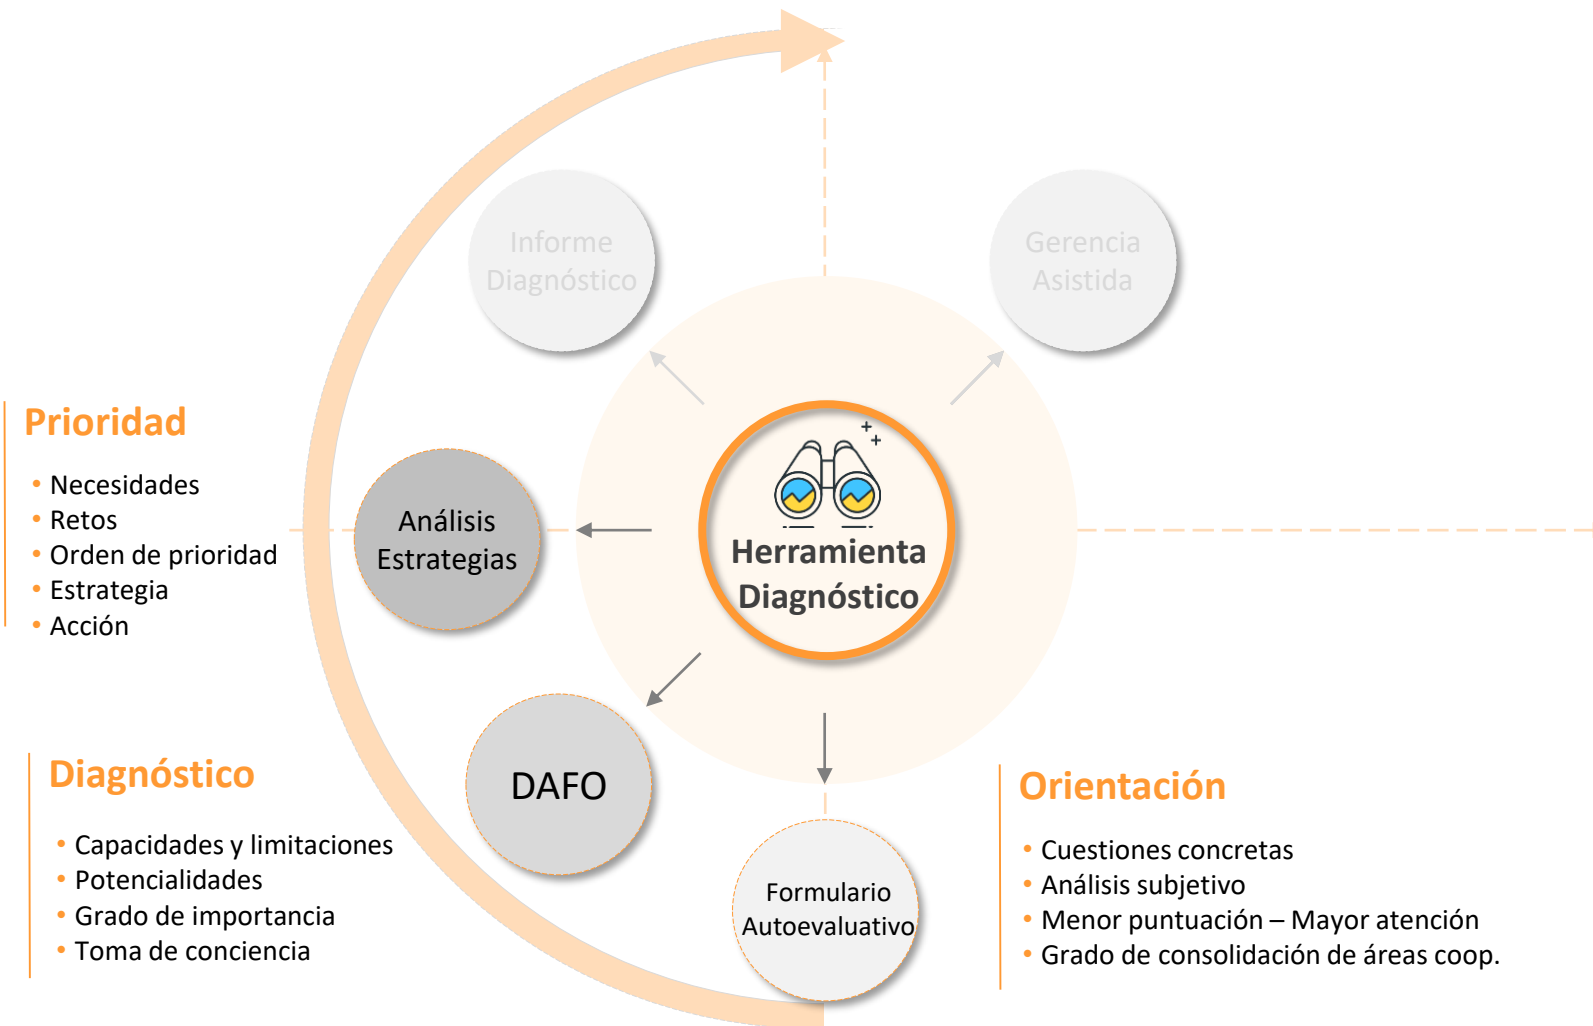 Informe
Diagnóstico
Gerencia
Asistida
Prioridad
• Necesidades
• Retos
• Orden de prioridad
• Estrategia
• Acción
Análisis
Estrategias
Herramienta
Diagnóstico
Diagnóstico
• Capacidades y limitaciones
• Potencialidades
• Grado de importancia
• Toma de conciencia
DAFO
Formulario
Autoevaluativo
Orientación
• Cuestiones concretas
• Análisis subjetivo
• Menor puntuación – Mayor atención
• Grado de consolidación de áreas coop.